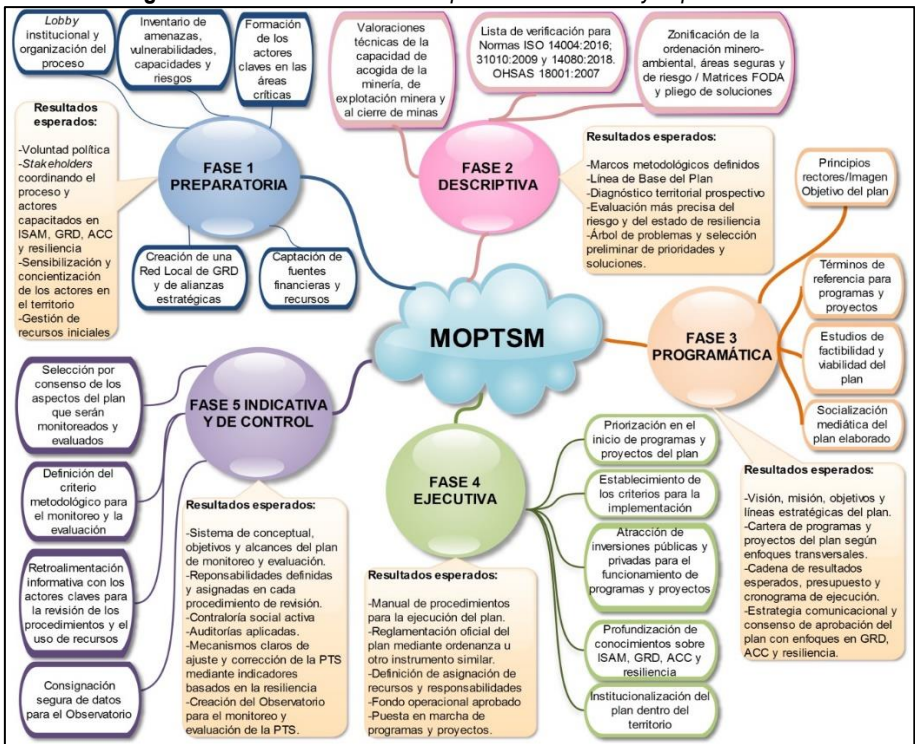 Lobby
institucional y
organización del
proceso
Inventario de
amenazas,
vulnerabilidades,
capacidades y
riesgos
Formación
de los
actores
claves en las
áreas
críticas
Resultados
esperados:
-Voluntad política
-Stakeholders
coordinando el
proceso y
actores
capacitados en
ISAM, GRD, ACC
y resiliencia
-Sensibilización y
concientización
de los actores en
el territorio
-Gestión de
recursos iniciales
FASE 1
PREPARATORIA
Creación de una
Red Local de GRD
y de alianzas
estratégicas
Captación de
fuentes
financieras y
recursos
Valoraciones
técnicas de la
capacidad de
acogida de la
minería, de
explotación minera y
al cierre de minas
Lista de verificación para
Normas ISO 14004:2016;
31010:2009 y 14080:2018.
OHSAS 18001:2007
Zonificación de la
ordenación minero-
ambiental, áreas seguras y
de riesgo / Matrices FODA
y pliego de soluciones
FASE 2
DESCRIPTIVA
Resultados esperados:
-Marcos metodológicos definidos
-Línea de Base del Plan
-Diagnóstico territorial prospectivo
-Evaluación más precisa del
riesgo y del estado de resiliencia
-Árbol de problemas y selección
preliminar de prioridades y
soluciones.
MOPTSM
Principios
rectores/Imagen
Objetivo del plan
Términos de
referencia para
programas y
proyectos
Estudios de
factibilidad y
viabilidad del
plan
Socialización
mediática del
plan elaborado
FASE 3
PROGRAMÁTICA
Resultados esperados:
-Visión, misión, objetivos y
líneas estratégicas del plan.
-Cartera de programas y
proyectos del plan según
enfoques transversales.
-Cadena de resultados
esperados, presupuesto y
cronograma de ejecución.
-Estrategia comunicacional y
consenso de aprobación del
plan con enfoques en GRD,
ACC y resiliencia.
FASE 4
EJECUTIVA
Priorización en el
inicio de programas y
proyectos del plan
Establecimiento de
los criterios para la
implementación
Atracción de
inversiones públicas y
privadas para el
funcionamiento de
programas y proyectos
Profundización de
conocimientos sobre
ISAM, GRD, ACC y
resiliencia
Institucionalización del
plan dentro del
territorio
Resultados esperados:
-Manual de procedimientos
para la ejecución del plan.
-Reglamentación oficial del
plan mediante ordenanza u
otro instrumento similar.
-Definición de asignación de
recursos y responsabilidades
-Fondo operacional aprobado
-Puesta en marcha de
programas y proyectos.
FASE 5 INDICATIVA
Y DE CONTROL
Selección por
consenso de los
aspectos del plan
que serán
monitoreados y
evaluados
Definición del
criterio
metodológico para
el monitoreo y la
evaluación
Retroalimentación
informativa con los
actores claves para
la revisión de los
procedimientos y el
uso de recursos
Consignación
segura de datos
para el Observatorio
Resultados esperados:
-Sistema de conceptual,
objetivos y alcances del plan
de monitoreo y evaluación.
-Reponsabilidades definidas
y asignadas en cada
procedimiento de revisión.
-Contraloría social activa
-Auditorías aplicadas.
-Mecanismos claros de
ajuste y corrección de la PTS
mediante indicadores
basados en la resiliencia
-Creación del Observatorio
para el monitoreo y
evaluación de la PTS.